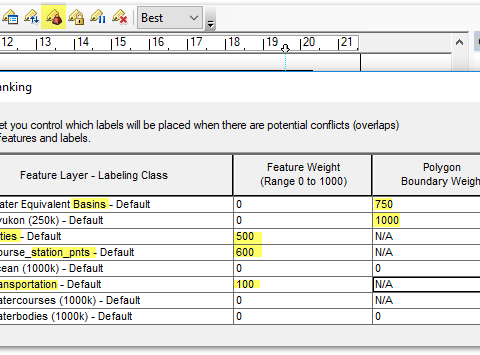 Best
12 13 14 15 16 17 18 19 20 21
nking
et you control which labels will be placed when there are potential conflicts (overlaps)
features and labels.
Feature Layer - Labeling Class
Feature Weight
(Range 0 to 1000)
Polygon
Boundary Weigh
ater Equivalent Basins - Default 0 750
yukon (250k) - Default 0 1000
ties - Default 500 N/A
ourse_station_pnts - Default 600 N/A
cean (1000k) - Default 0 0
ansportation - Default 100 N/A
atercourses (1000k) - Default 0 N/A
aterbodies (1000k) - Default 0 0